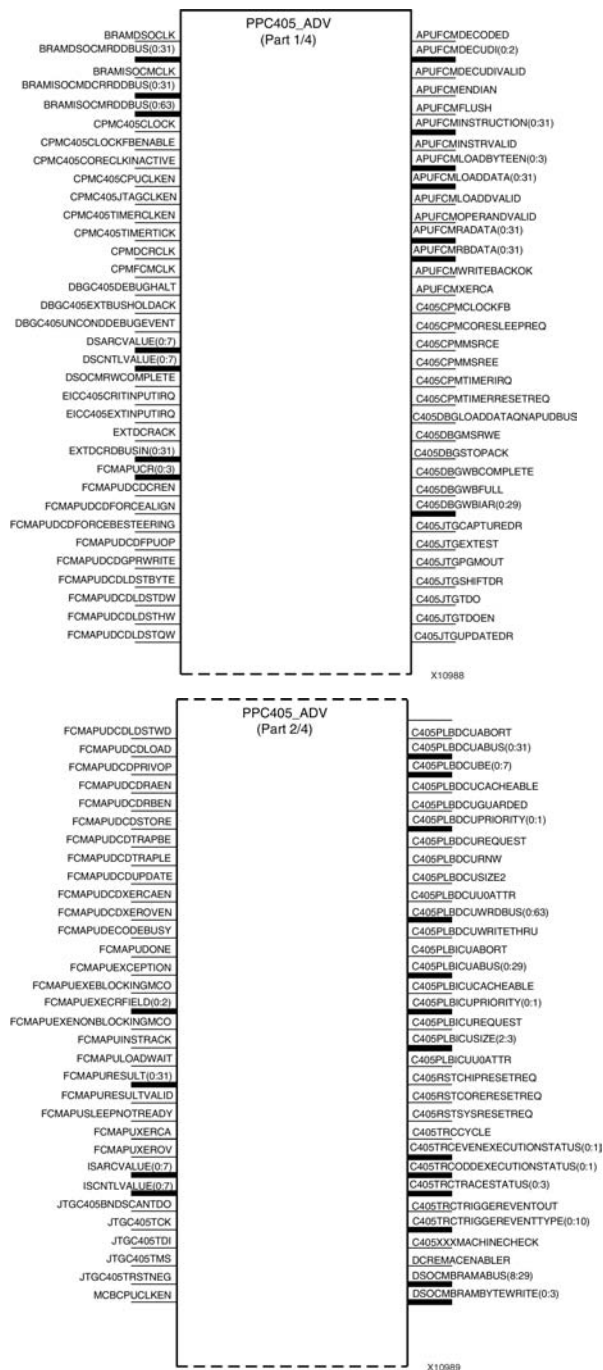 PPC405_ADV
(Part 1/4)
BRAMDSOCMCLK
BRAMDSOCMRDDBUS(0:31)
BRAMISOCMCLK
BRAMISOCMDCRRDDBUS(0:31)
BRAMISOCMRDDBUS(0:63)
CPMC405CLOCK
CPMC405CLOCKFBENABLE
CPMC405CORECLKINACTIVE
CPMC405CPUCLKEN
CPMC405JTAGCLKEN
CPMC405TIMERCLKEN
CPMC405TIMERTICK
CPMDCRCLK
CPMFCMCLK
DBGC405DEBUGHALT
DBGC405EXTBUSHOLDACK
DBGC405UNCONDDEBUGEVENT
DSARCVALUE(0:7)
DSCNTLVALUE(0:7)
DSOCMRWCOMPLETE
EICC405CRITINPUTIRQ
EICC405EXTINPUTIRQ
EXTDCRACK
EXTDCRDBUSIN(0:31)
FCMAPUCR(0:3)
FCMAPUDCDCREN
FCMAPUDCDFORCEALIGN
FCMAPUDCDFORCEBESTEERING
FCMAPUDCDFPUOP
FCMAPUDCDGPRWRITE
FCMAPUDCDLDSTBYTE
FCMAPUDCDLDSTDW
FCMAPUDCDLDSTHW
FCMAPUDCDLDSTQW
APUFCMDECODED
APUFCMDECUDI(0:2)
APUFCMDECUDIVALID
APUFCMENDIAN
APUFCMFLUSH
APUFCMINSTRUCTION(0:31)
APUFCMINSTRVALID
APUFCMLOADBYTEEN(0:3)
APUFCMLOADDATA(0:31)
APUFCMLOADDVALID
APUFCMOPERANDVALID
APUFCMRADATA(0:31)
APUFCMRBDATA(0:31)
APUFCMWRITEBACKOK
APUFCMXERCA
C405CPMCLOCKFB
C405CPMCORESLEEPREQ
C405CPMMSRCE
C405CPMMSREE
C405CPMTIMERIRQ
C405CPMTIMERRESETREQ
C405DBGLOADDATAQNAPUDBUS
C405DBGMSRWE
C405DBGSTOPACK
C405DBGWBCOMPLETE
C405DBGWBFULL
C405DBGWBIAR(0:29)
C405JTGCAPTUREDR
C405JTGEXTEST
C405JTGPGMOUT
C405JTGSHIFTDR
C405JTGTDO
C405JTGTDOEN
C405JTGUPDATEDR
X10988
PPC405_ADV
(Part 2/4)
FCMAPUDCDLDSTWD
FCMAPUDCDLOAD
FCMAPUDCDPRIVOP
FCMAPUDCDRAEN
FCMAPUDCDRBEN
FCMAPUDCDSTORE
FCMAPUDCDTRAPBE
FCMAPUDCDTRAPLE
FCMAPUDCDUPDATE
FCMAPUDCDXERCAEN
FCMAPUDCDXEROVEN
FCMAPUDECODEBUSY
FCMAPUDONE
FCMAPUEXCEPTION
FCMAPUEXEBLOCKINGMCO
FCMAPUEXECRFIELD(0:2)
FCMAPUEXENONBLOCKINGMCO
FCMAPUINSTRACK
FCMAPULOADWAIT
FCMAPURESULT(0:31)
FCMAPURESULTVALID
FCMAPUSLEEPNOTREADY
FCMAPUXERCA
FCMAPUXEROV
ISARCVALUE(0:7)
ISCNTLVALUE(0:7)
JTGC405BNDSCANTDO
JTGC405TCK
JTGC405TDI
JTGC405TMS
JTGC405TRSTNEG
MCBCPUCLKEN
C405PLBDCUABORT
C405PLBDCUABUS(0:31)
C405PLBDCUBE(0:7)
C405PLBDCUCACHEABLE
C405PLBDCUGUARDED
C405PLBDCUPRIORITY(0:1)
C405PLBDCUREQUEST
C405PLBDCURNW
C405PLBDCUSIZE2
C405PLBDCUU0ATTR
C405PLBDCUWRDBUS(0:63)
C405PLBDCUWRITETHRU
C405PLBICUABORT
C405PLBICUABUS(0:29)
C405PLBICUCACHEABLE
C405PLBICUPRIORITY(0:1)
C405PLBICUREQUEST
C405PLBICUSIZE(2:3)
C405PLBICUU0ATTR
C405RSTCHIPRESETREQ
C405RSTCORERESETREQ
C405RSTSYSRESETREQ
C405TRCCYCLE
C405TRCEVENEXECUTIONSTATUS(0:1)
C405TRCODDEXECUTIONSTATUS(0:1)
C405TRCTRACESTATUS(0:3)
C405TRCTRIGGEREVENTOUT
C405TRCTRIGGEREVENTTYPE(0:10)
C405XXXMACHINECHECK
DCREMACENABLER
DSOCMBRAMABUS(8:29)
DSOCMBRAMBYTEWRITE(0:3)
X10989